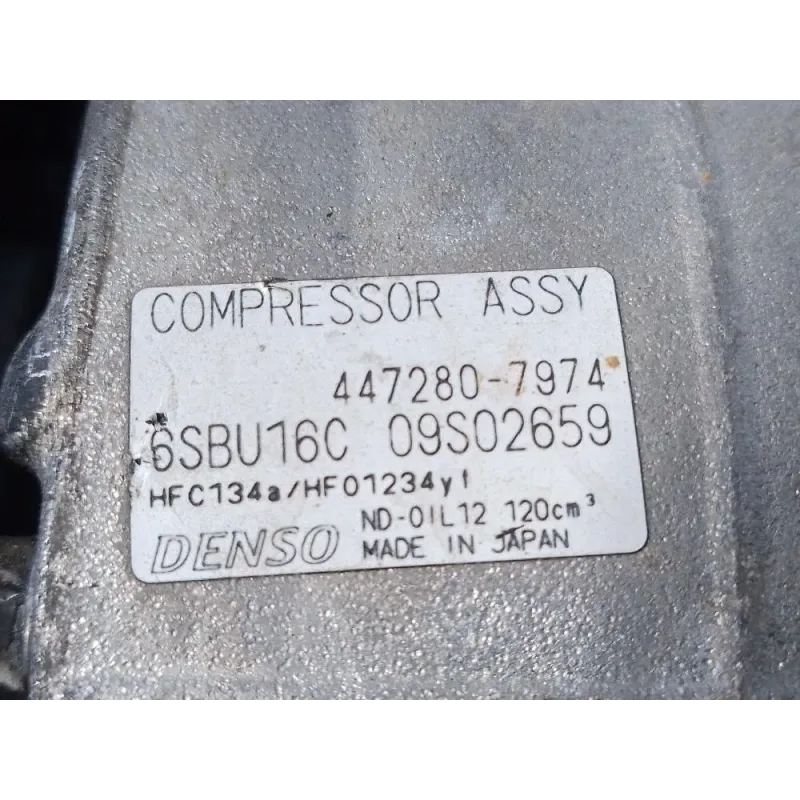 COMPRESSOR ASSY
447280-7974
6SBU16C 09S02659
HFC134a/HFO1234yf
ND-OIL12 120cm³
DENSO MADE IN JAPAN